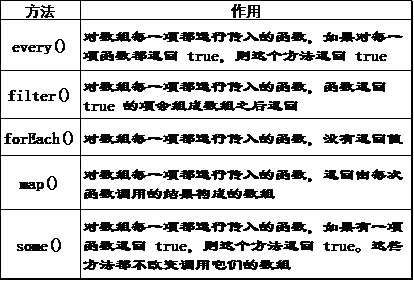 方法 作用
every() 对数组每一项都运行传入的函数，如果对每一
项函数都返回 true，则这个方法返回 true
filter() 对数组每一项都运行传入的函数，函数返回
true 的项会组成数组之后返回
forEach() 对数组每一项都运行传入的函数，没有返回值
map() 对数组每一项都运行传入的函数，返回由每次
函数调用的结果构成的数组
some() 对数组每一项都运行传入的函数，如果有一项
函数返回 true，则这个方法返回 true。这些
方法都不改变调用它们的数组